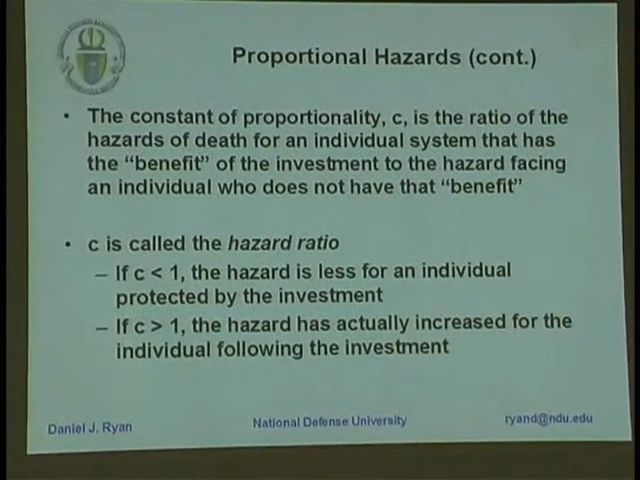 Proportional Hazards (cont.)
• The constant of proportionality, c, is the ratio of the
hazards of death for an individual system that has
the “benefit” of the investment to the hazard facing
an individual who does not have that “benefit”
• c is called the hazard ratio
– If c < 1, the hazard is less for an individual
protected by the investment
– If c > 1, the hazard has actually increased for the
individual following the investment
Daniel J. Ryan
National Defense University
ryand@ndu.edu